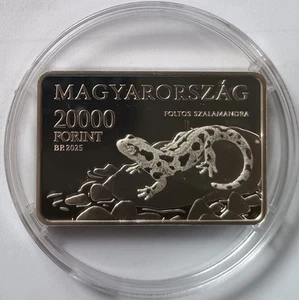 MAGYARORSZÁG
20000
FORINT
BP.2025
FOLTOS SZALAMANDRA